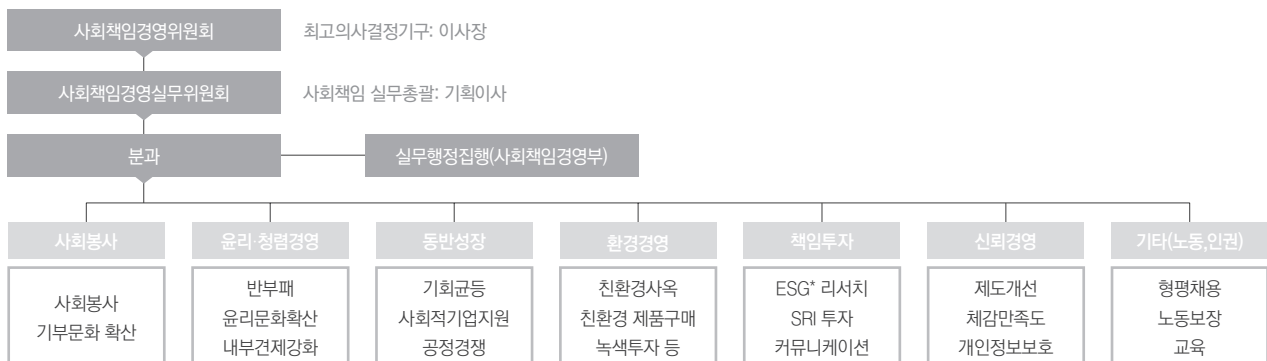 사회책임경영위원회
최고의사결정기구: 이사장
사회책임경영실무위원회
사회책임 실무총괄: 기획이사
분과
실무행정집행(사회책임경영부)
사회봉사
윤리·청렴경영
동반성장
환경경영
책임투자
신뢰경영
기타(노동,인권)
사회봉사
기부문화 확산
반부패
윤리문화확산
내부견제강화
기회균등
사회적기업지원
공정경쟁
친환경사옥
친환경 제품구매
녹색투자 등
ESG* 리서치
SRI 투자
커뮤니케이션
제도개선
체감만족도
개인정보보호
형평채용
노동보장
교육